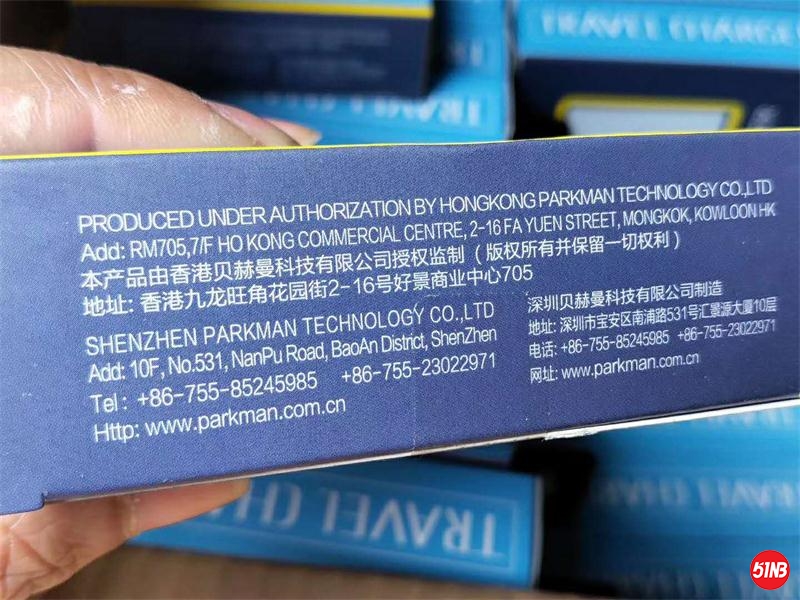 TRAVEL CHARGE
TRAVEL CHA
TRAVEL
PRODUCED UNDER AUTHORIZATION BY HONGKONG PARKMAN TECHNOLOGY CO.,LTD
Add: RM705,7/F HO KONG COMMERCIAL CENTRE, 2-16 FA YUEN STREET, MONGKOK, KOWLOON HK
本产品由香港贝赫曼科技有限公司授权监制（版权所有并保留一切权利）
地址: 香港九龙旺角花园街2-16号好景商业中心705
SHENZHEN PARKMAN TECHNOLOGY CO.,LTD
Add: 10F, No.531, NanPu Road, BaoAn District, ShenZhen
Tel: +86-755-85245985 +86-755-23022971
Http: www.parkman.com.cn
深圳贝赫曼科技有限公司制造
地址: 深圳市宝安区南浦路531号汇景源大厦10层
电话: +86-755-85245985 +86-755-23022971
网址: www.parkman.com.cn
TRAVEL CHAR
TRAVEL CHA
51NB